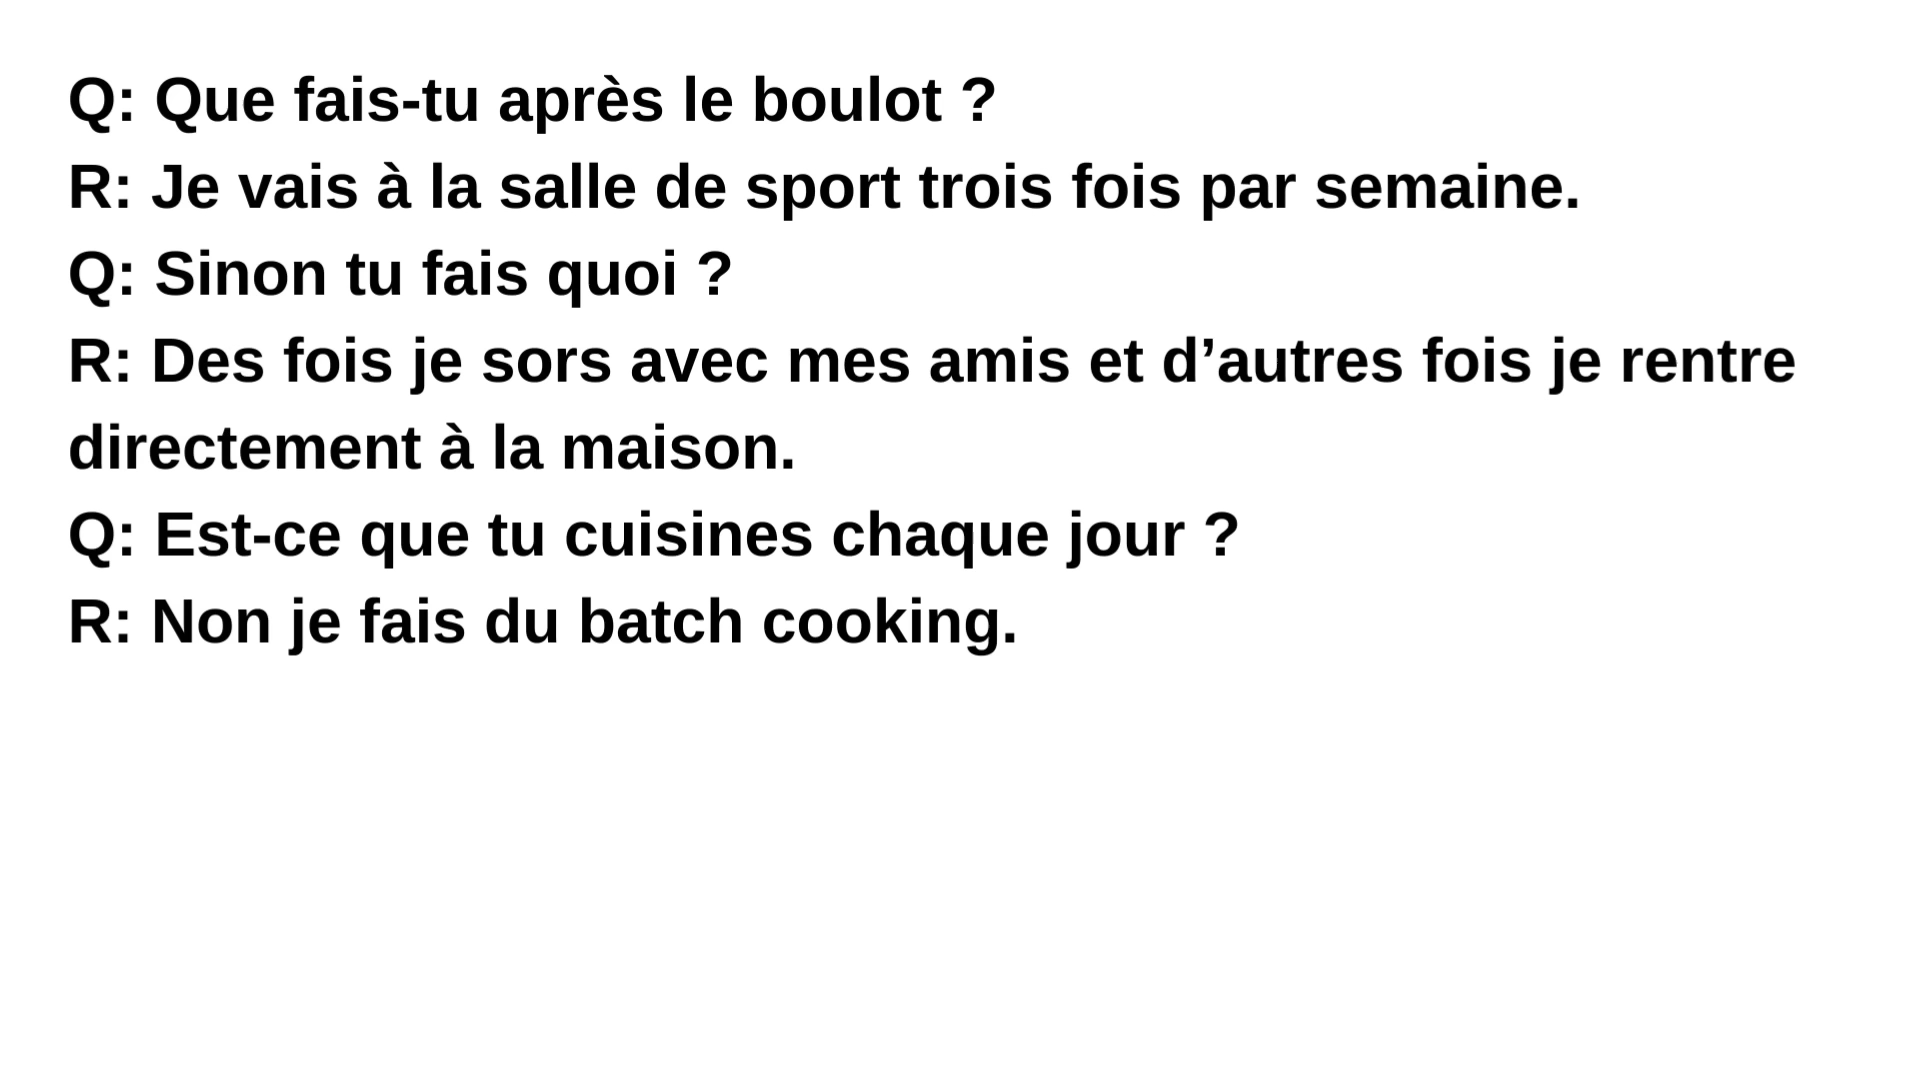 Q: Que fais-tu après le boulot ?
R: Je vais à la salle de sport trois fois par semaine.
Q: Sinon tu fais quoi ?
R: Des fois je sors avec mes amis et d’autres fois je rentre
directement à la maison.
Q: Est-ce que tu cuisines chaque jour ?
R: Non je fais du batch cooking.